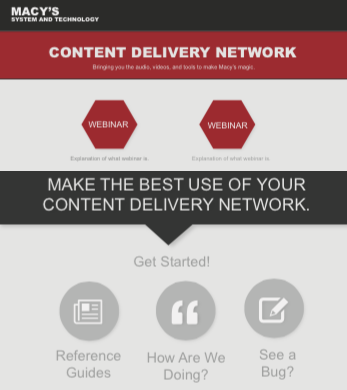 MACY'S
SYSTEM AND TECHNOLOGY
CONTENT DELIVERY NETWORK
Bringing you the audio, videos, and tools to make Macy's magic.
WEBINAR
WEBINAR
Explanation of what webinar is.
Explanation of what webinar is.
MAKE THE BEST USE OF YOUR
CONTENT DELIVERY NETWORK.
Get Started!
Reference
Guides
How Are We
Doing?
See a
Bug?